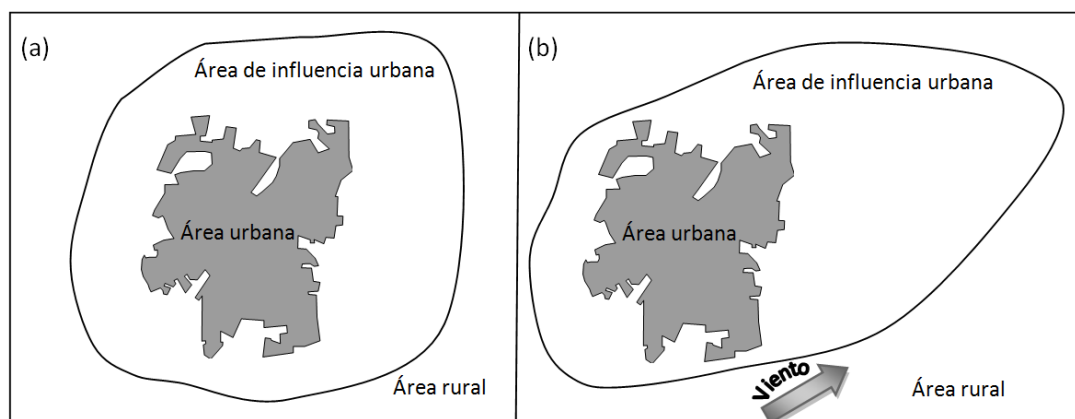 (a)
Área de influencia urbana
Área urbana
Área rural
(b)
Área de influencia urbana
Área urbana
Viento
Área rural